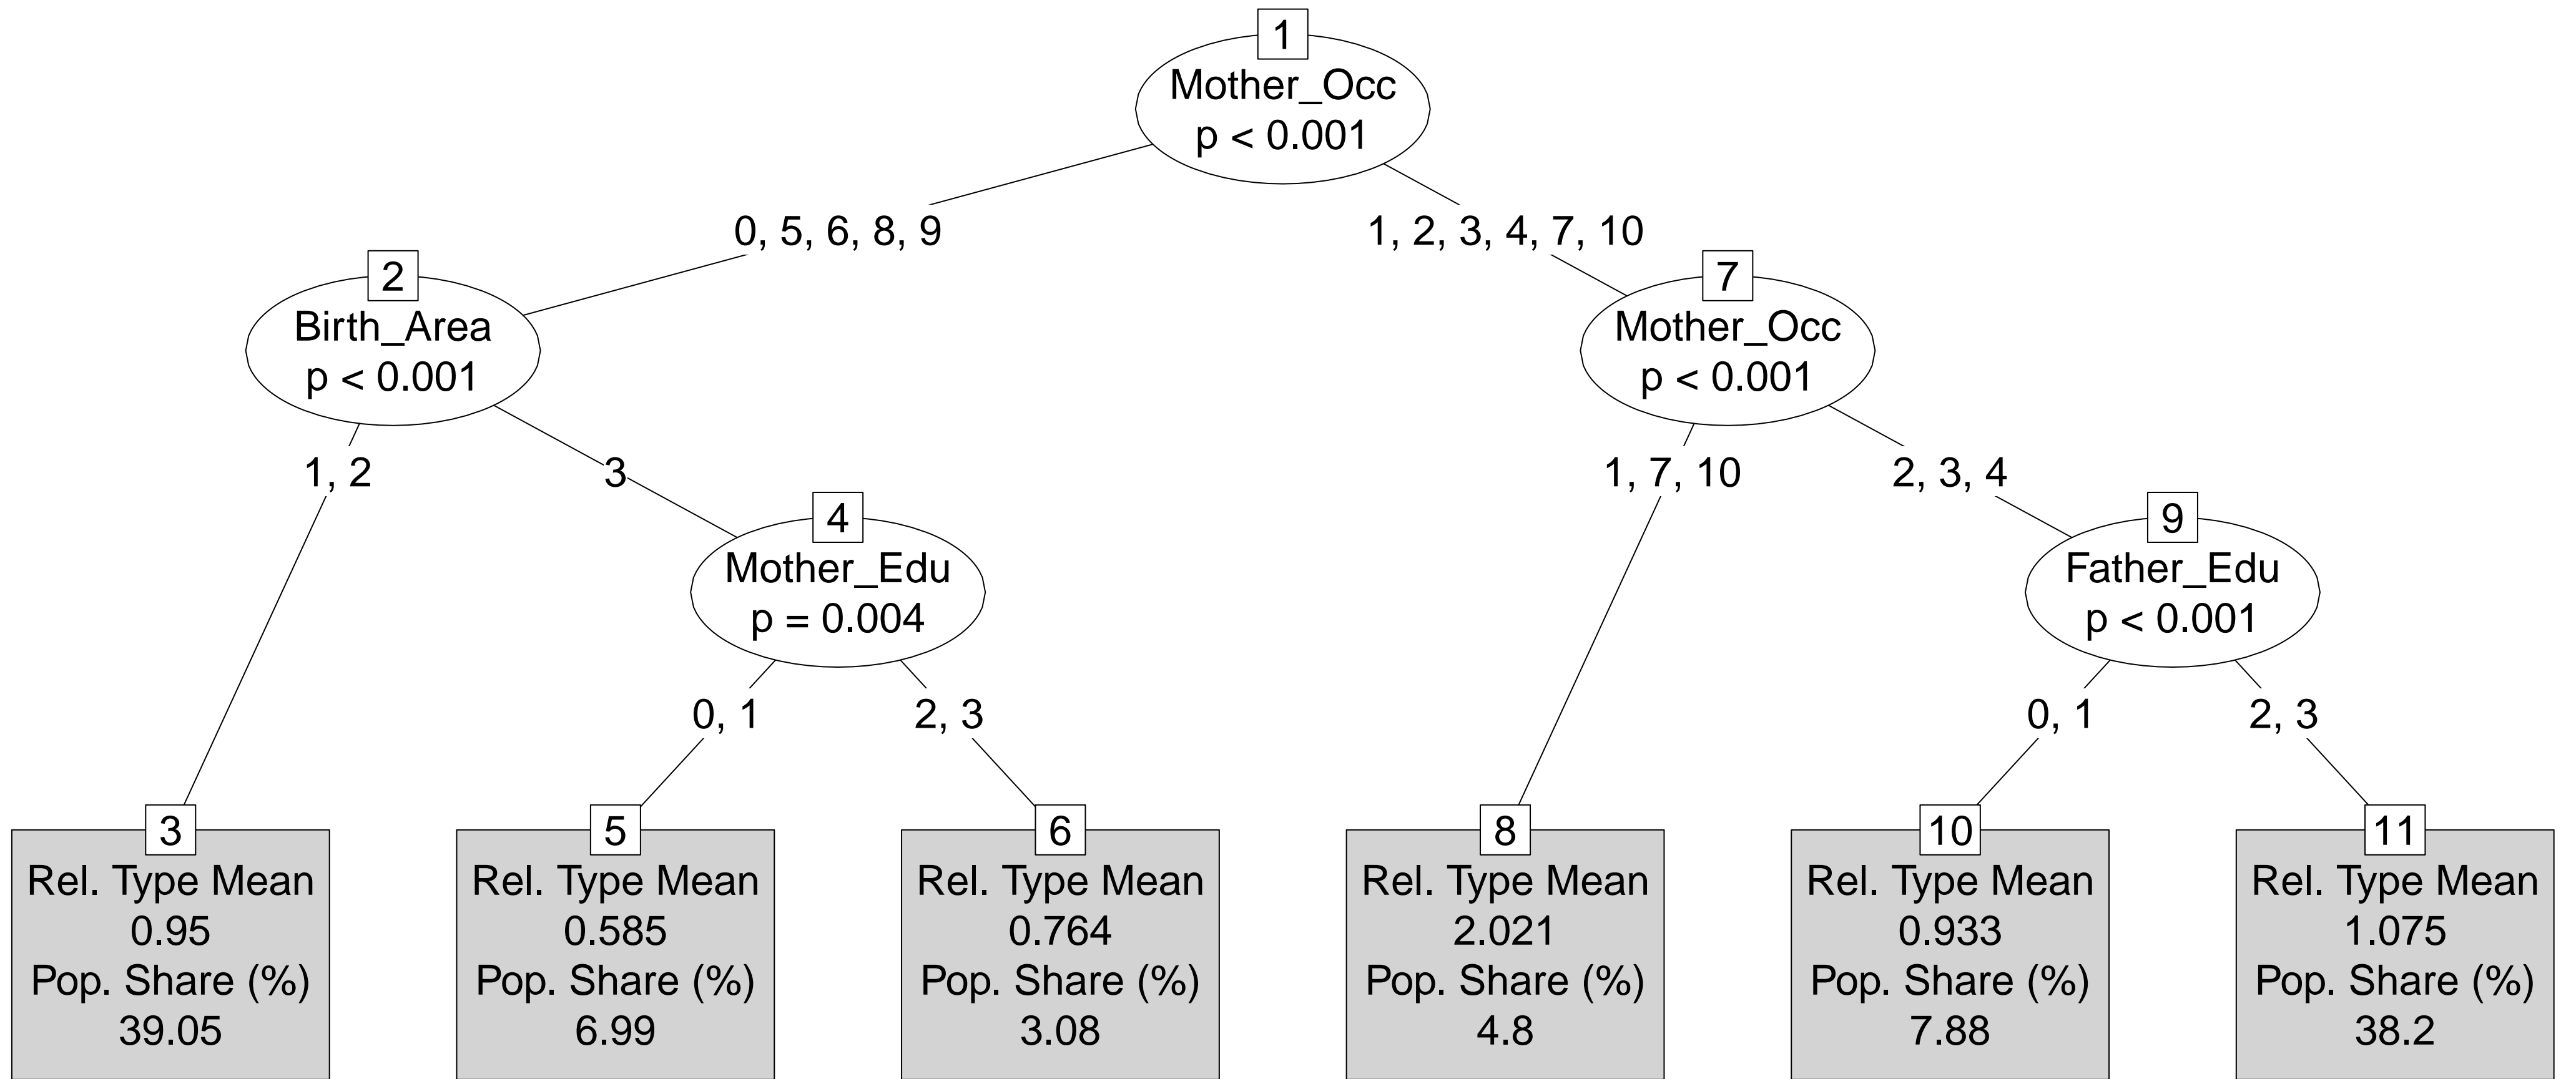 1
Mother_Occ
p < 0.001
0, 5, 6, 8, 9
1, 2, 3, 4, 7, 10
2
Birth_Area
p < 0.001
7
Mother_Occ
p < 0.001
1, 2
3
1, 7, 10
2, 3, 4
4
Mother_Edu
p = 0.004
9
Father_Edu
p < 0.001
0, 1
2, 3
0, 1
2, 3
3
Rel. Type Mean
0.95
Pop. Share (%)
39.05
5
Rel. Type Mean
0.585
Pop. Share (%)
6.99
6
Rel. Type Mean
0.764
Pop. Share (%)
3.08
8
Rel. Type Mean
2.021
Pop. Share (%)
4.8
10
Rel. Type Mean
0.933
Pop. Share (%)
7.88
11
Rel. Type Mean
1.075
Pop. Share (%)
38.2